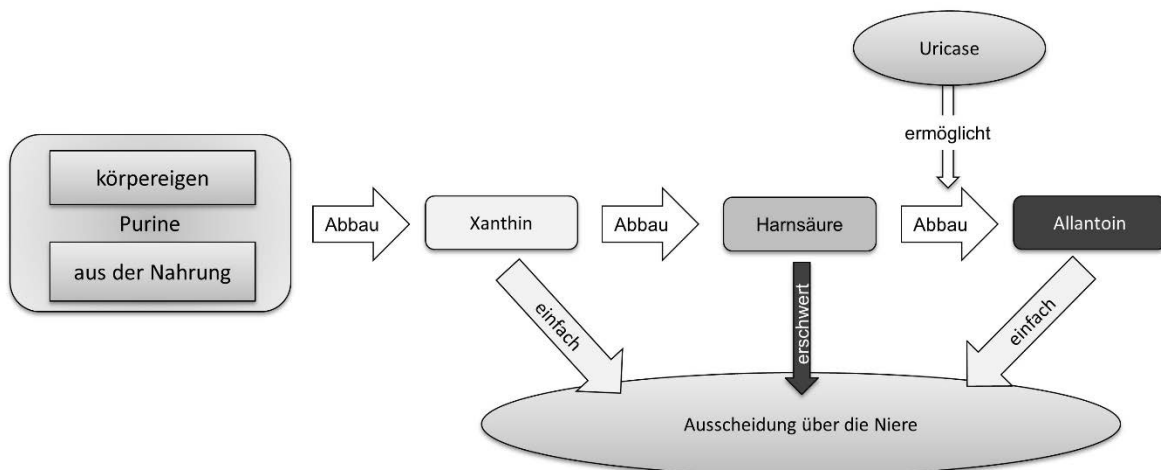 Uricase
ermöglicht
körpereigen
Purine
aus der Nahrung
Abbau
Xanthin
Abbau
Harnsäure
Abbau
Allantoin
einfach
erschwert
einfach
Ausscheidung über die Niere